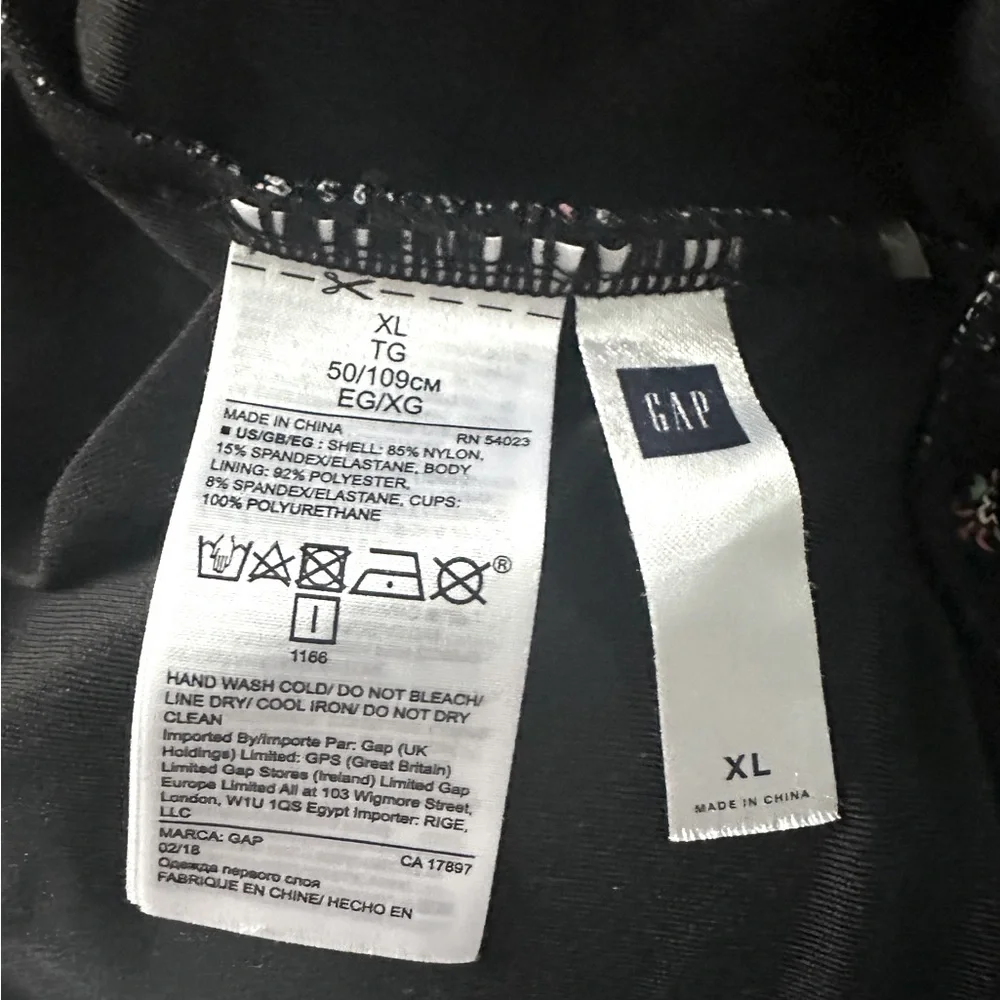 XL
TG
50/109CM
EG/XG
MADE IN CHINA
RN 54023
US/GB/EG : SHELL: 85% NYLON,
15% SPANDEX/ELASTANE, BODY
LINING: 92% POLYESTER,
8% SPANDEX/ELASTANE, CUPS:
100% POLYURETHANE
®
1166
HAND WASH COLD/ DO NOT BLEACH/
LINE DRY/ COOL IRON/ DO NOT DRY
CLEAN
Imported By/Importe Par: Gap (UK
Holdings) Limited: GPS (Great Britain)
Limited Gap Stores (Ireland) Limited Gap
Europe Limited All at 103 Wigmore Street,
London, W1U 1QS Egypt Importer: RIGE,
LLC
MARCA: GAP
02/18
CA 17897
Одежда первого слоя
FABRIQUE EN CHINE/ HECHO EN
GAP
XL
MADE IN CHINA